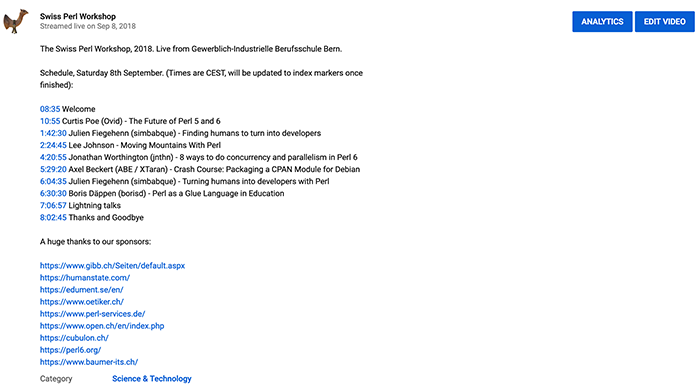 Swiss Perl Workshop
Streamed live on Sep 8, 2018
ANALYTICS
EDIT VIDEO
The Swiss Perl Workshop, 2018. Live from Gewerblich-Industrielle Berufsschule Bern.
Schedule, Saturday 8th September. (Times are CEST, will be updated to index markers once
finished):
08:35 Welcome
10:55 Curtis Poe (Ovid) - The Future of Perl 5 and 6
1:42:30 Julien Fiegehenn (simbabque) - Finding humans to turn into developers
2:24:45 Lee Johnson - Moving Mountains With Perl
4:20:55 Jonathan Worthington (jnthn) - 8 ways to do concurrency and parallelism in Perl 6
5:29:20 Axel Beckert (ABE / XTaran) - Crash Course: Packaging a CPAN Module for Debian
6:04:35 Julien Fiegehenn (simbabque) - Turning humans into developers with Perl
6:30:30 Boris Däppen (borisd) - Perl as a Glue Language in Education
7:06:57 Lightning talks
8:02:45 Thanks and Goodbye
A huge thanks to our sponsors:
https://www.gibb.ch/Seiten/default.aspx
https://humanstate.com/
https://edument.se/en/
https://www.oetiker.ch/
https://www.perl-services.de/
https://www.open.ch/en/index.php
https://cubulon.ch/
https://perl6.org/
https://www.baumer-its.ch/
Category Science & Technology